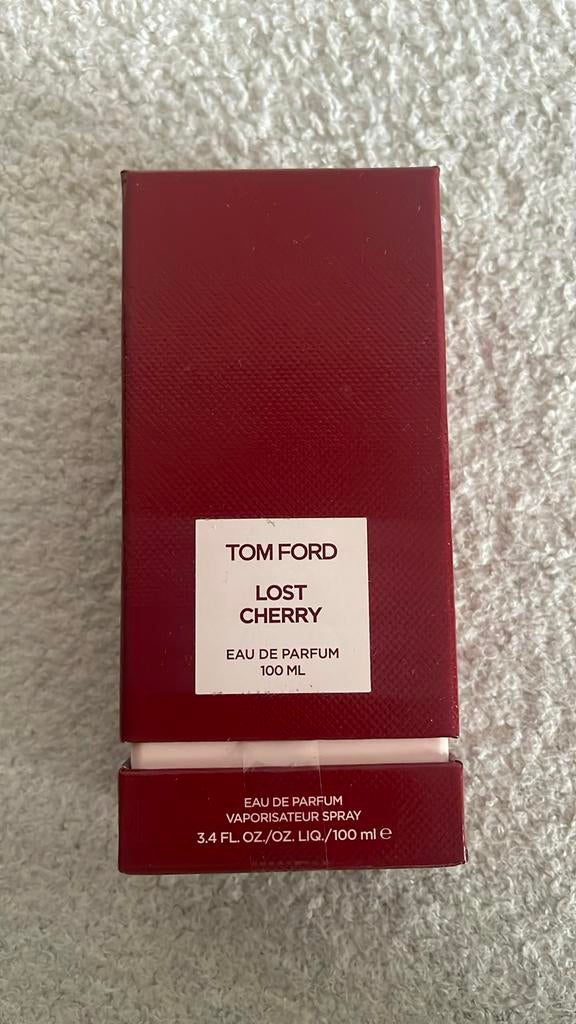 TOM FORD
LOST
CHERRY
EAU DE PARFUM
100 ML
EAU DE PARFUM
VAPORISATEUR SPRAY
3.4 FL. OZ./OZ. LIQ./100 ml ℮